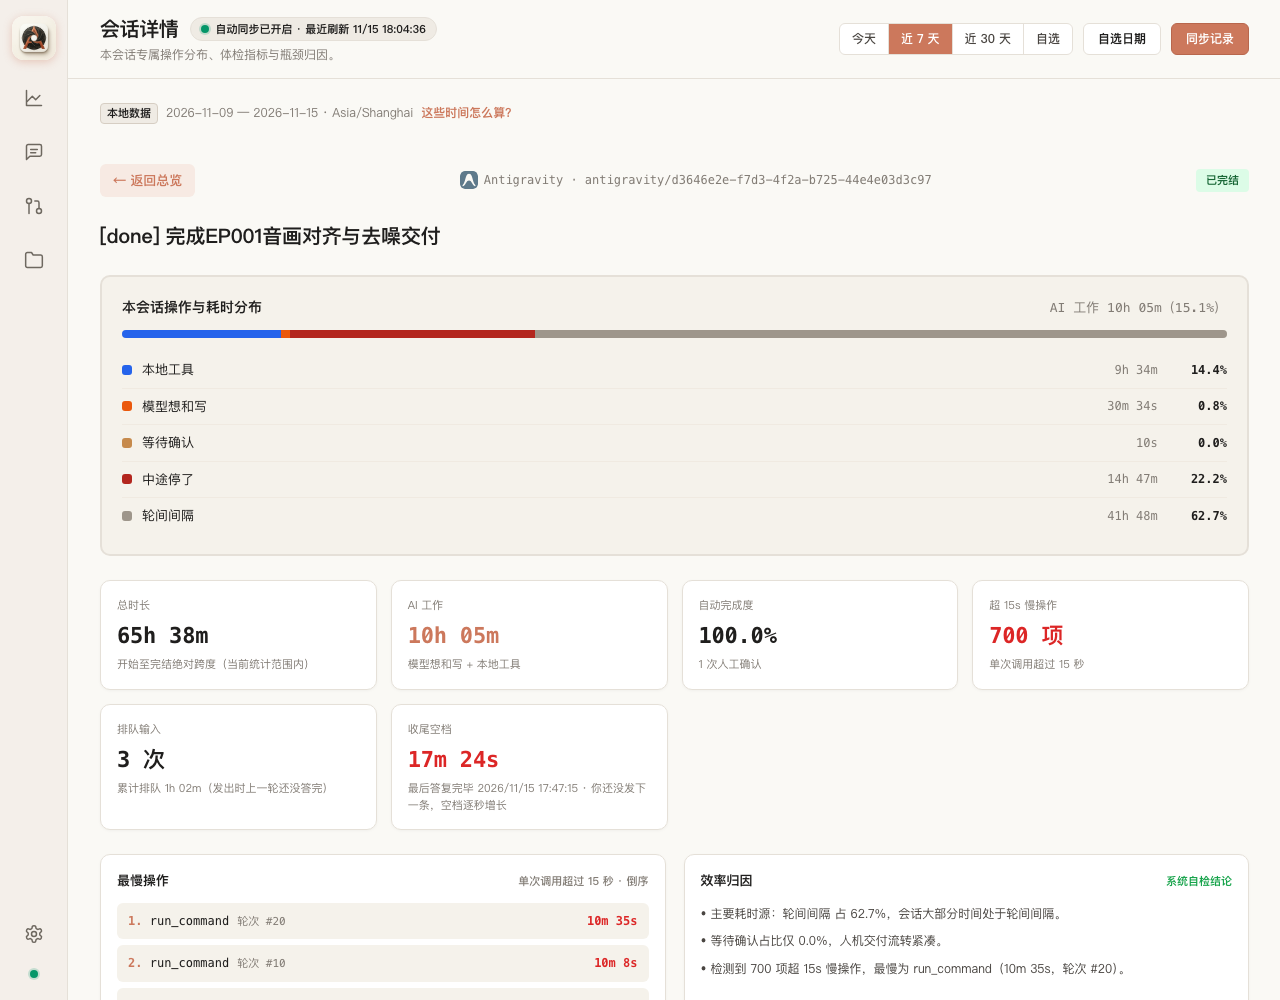 会话详情
自动同步已开启 · 最近刷新 11/15 18:04:36
本会话专属操作分布、体检指标与瓶颈归因。
今天
近 7 天
近 30 天
自选
自选日期
同步记录
本地数据 2026-11-09 — 2026-11-15 · Asia/Shanghai 这些时间怎么算?
← 返回总览
Antigravity · antigravity/d3646e2e-f7d3-4f2a-b725-44e4e03d3c97
已完结
[done] 完成EP001音画对齐与去噪交付
本会话操作与耗时分布
AI 工作 10h 05m (15.1%)
本地工具 9h 34m 14.4%
模型想和写 30m 34s 0.8%
等待确认 10s 0.0%
中途停了 14h 47m 22.2%
轮间间隔 41h 48m 62.7%
总时长
65h 38m
开始至完结绝对跨度（当前统计范围内）
AI 工作
10h 05m
模型想和写 + 本地工具
自动完成度
100.0%
1 次人工确认
超 15s 慢操作
700 项
单次调用超过 15 秒
排队输入
3 次
累计排队 1h 02m（发出时上一轮还没答完）
收尾空档
17m 24s
最后答复完毕 2026/11/15 17:47:15 · 你还没发下
一条，空档逐秒增长
最慢操作
单次调用超过 15 秒 · 倒序
1. run_command 轮次 #20 10m 35s
2. run_command 轮次 #10 10m 8s
效率归因
系统自检结论
• 主要耗时源：轮间间隔 占 62.7%，会话大部分时间处于轮间间隔。
• 等待确认占比仅 0.0%，人机交付流转紧凑。
• 检测到 700 项超 15s 慢操作，最慢为 run_command（10m 35s，轮次 #20）。